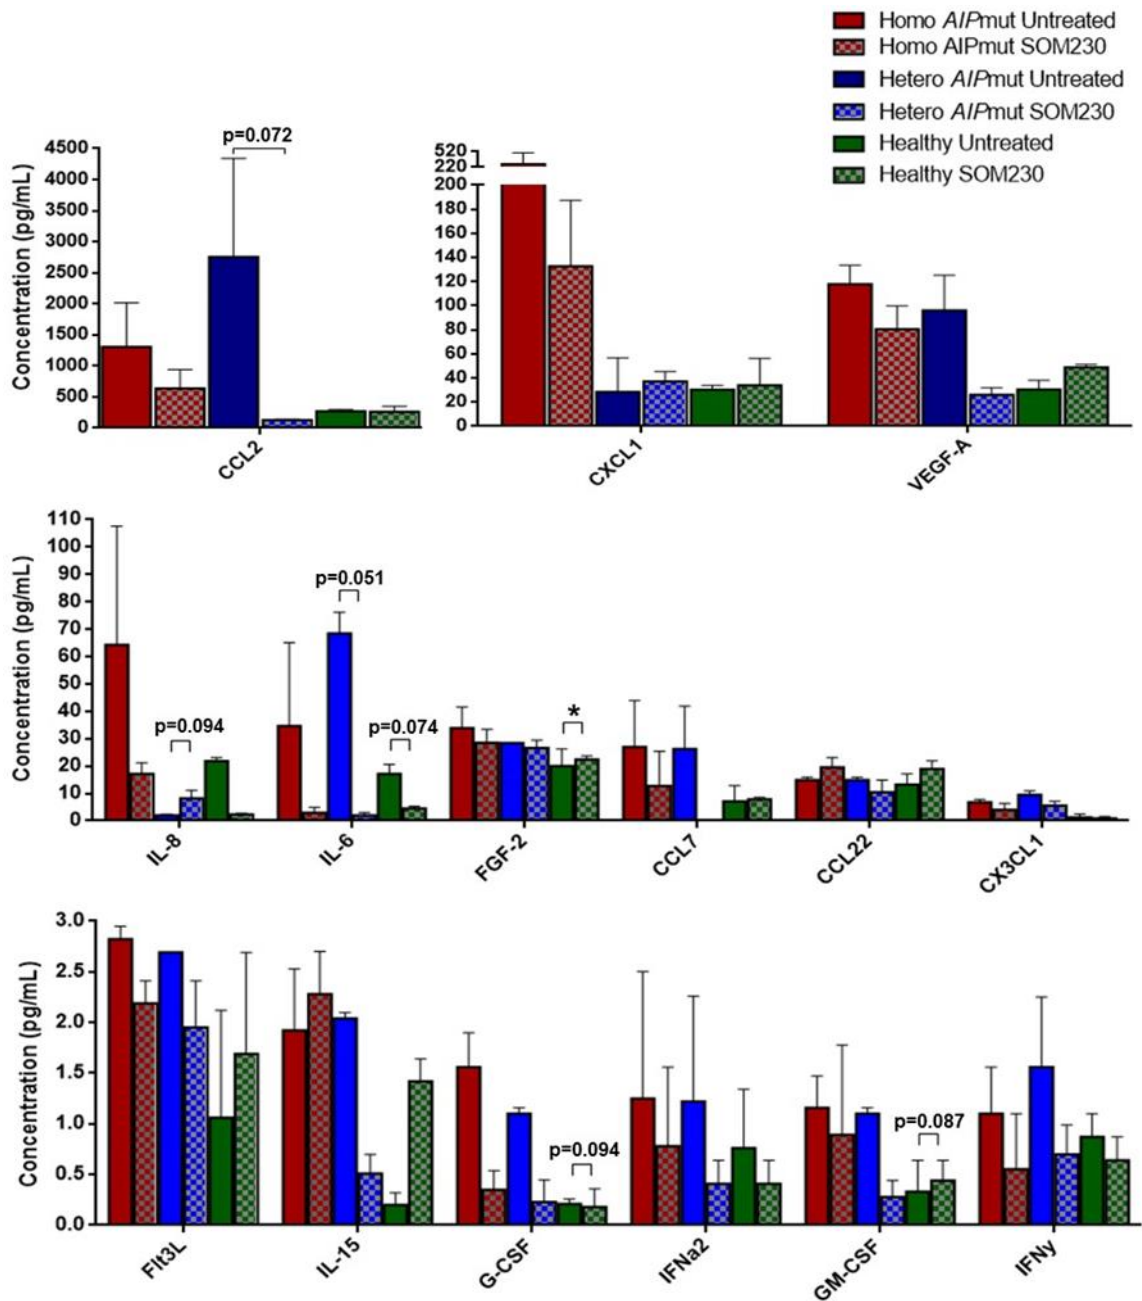 Homo AIPmut Untreated
Homo AIPmut SOM230
Hetero AIPmut Untreated
Hetero AIPmut SOM230
Healthy Untreated
Healthy SOM230
Concentration (pg/mL)
4500
4000
3500
3000
2500
2000
1500
1000
500
0
p=0.072
CCL2
520
220
200
180
160
140
120
100
80
60
40
20
0
CXCL1
VEGF-A
Concentration (pg/mL)
110
100
90
80
70
60
50
40
30
20
10
0
p=0.094
p=0.051
p=0.074
*
IL-8
IL-6
FGF-2
CCL7
CCL22
CX3CL1
Concentration (pg/mL)
3.0
2.5
2.0
1.5
1.0
0.5
0.0
p=0.094
p=0.087
Flt3L
IL-15
G-CSF
IFNa2
GM-CSF
IFNy